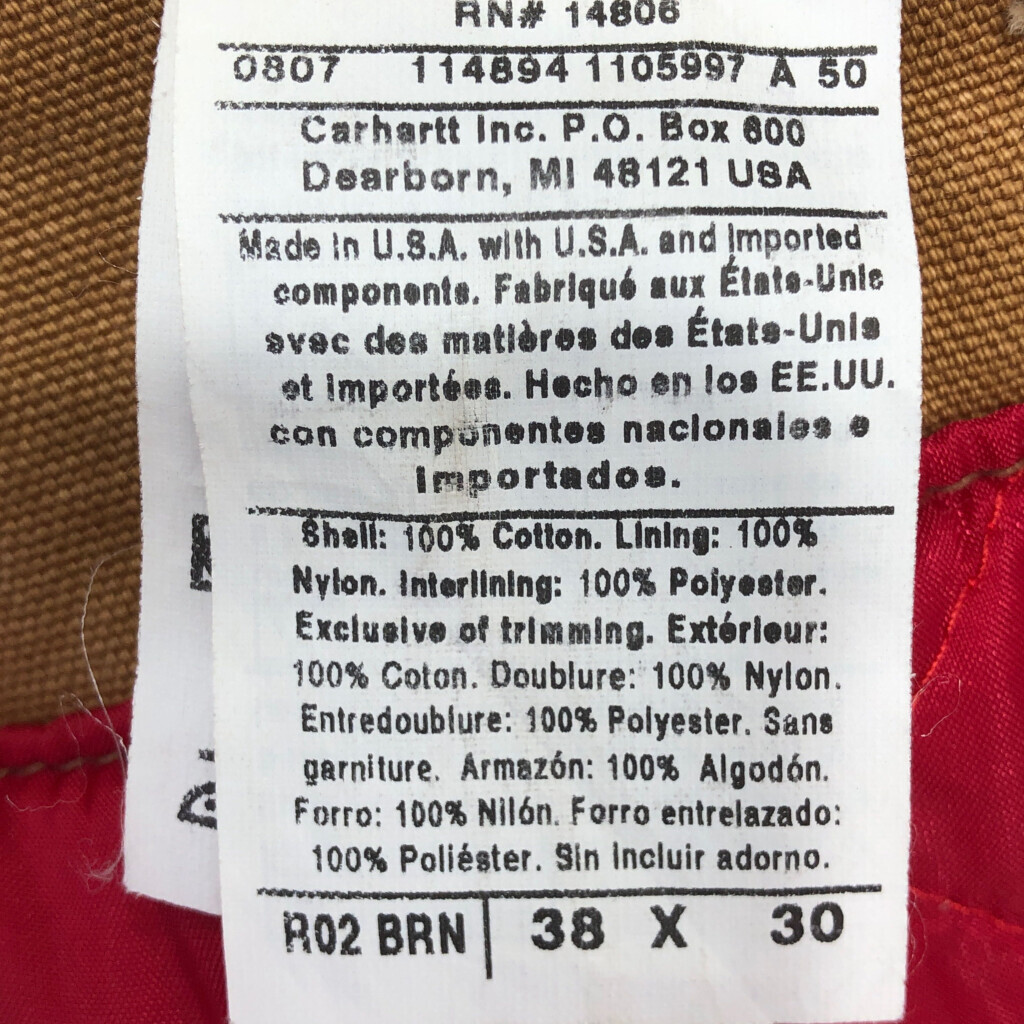 RN# 14806
0807 114894 1105997 A 50
Carhartt Inc. P.O. Box 600
Dearborn, MI 48121 USA
Made in U.S.A. with U.S.A. and Imported
components. Fabriqué aux États-Unis
avec des matières des États-Unis
et importées. Hecho en los EE.UU.
con componentes nacionales e
importados.
Shell: 100% Cotton. Lining: 100%
Nylon. Interlining: 100% Polyester.
Exclusive of trimming. Extérieur:
100% Coton. Doublure: 100% Nylon.
Entredoublure: 100% Polyester. Sans
garniture. Armazón: 100% Algodón.
Forro: 100% Nilón. Forro entrelazado:
100% Poliéster. Sin incluir adorno.
R02 BRN 38 X 30